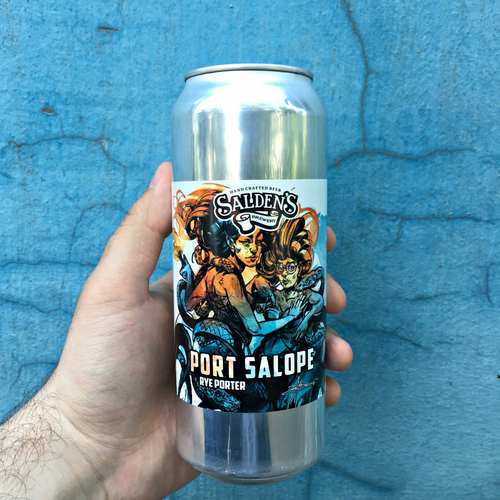 HAND CRAFTED BEER
SALDEN'S
BREWERY
PORT SALOPE
RYE PORTER